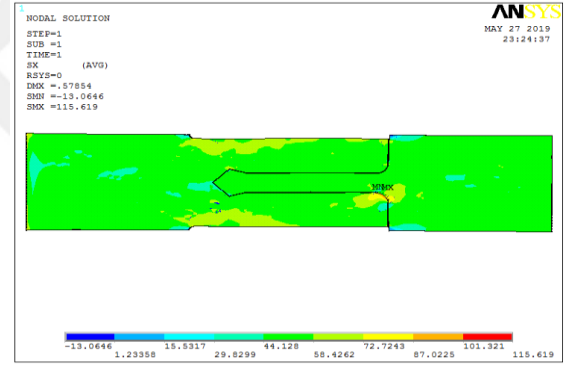 1
NODAL SOLUTION
STEP=1
SUB =1
TIME=1
SX (AVG)
RSYS=0
DMX =.57854
SMN =-13.0646
SMX =115.619
ANSYS
MAY 27 2019
23:24:37
MNMX
-13.0646 15.5317 44.128 72.7243 101.321
1.23358 29.8299 58.4262 87.0225 115.619